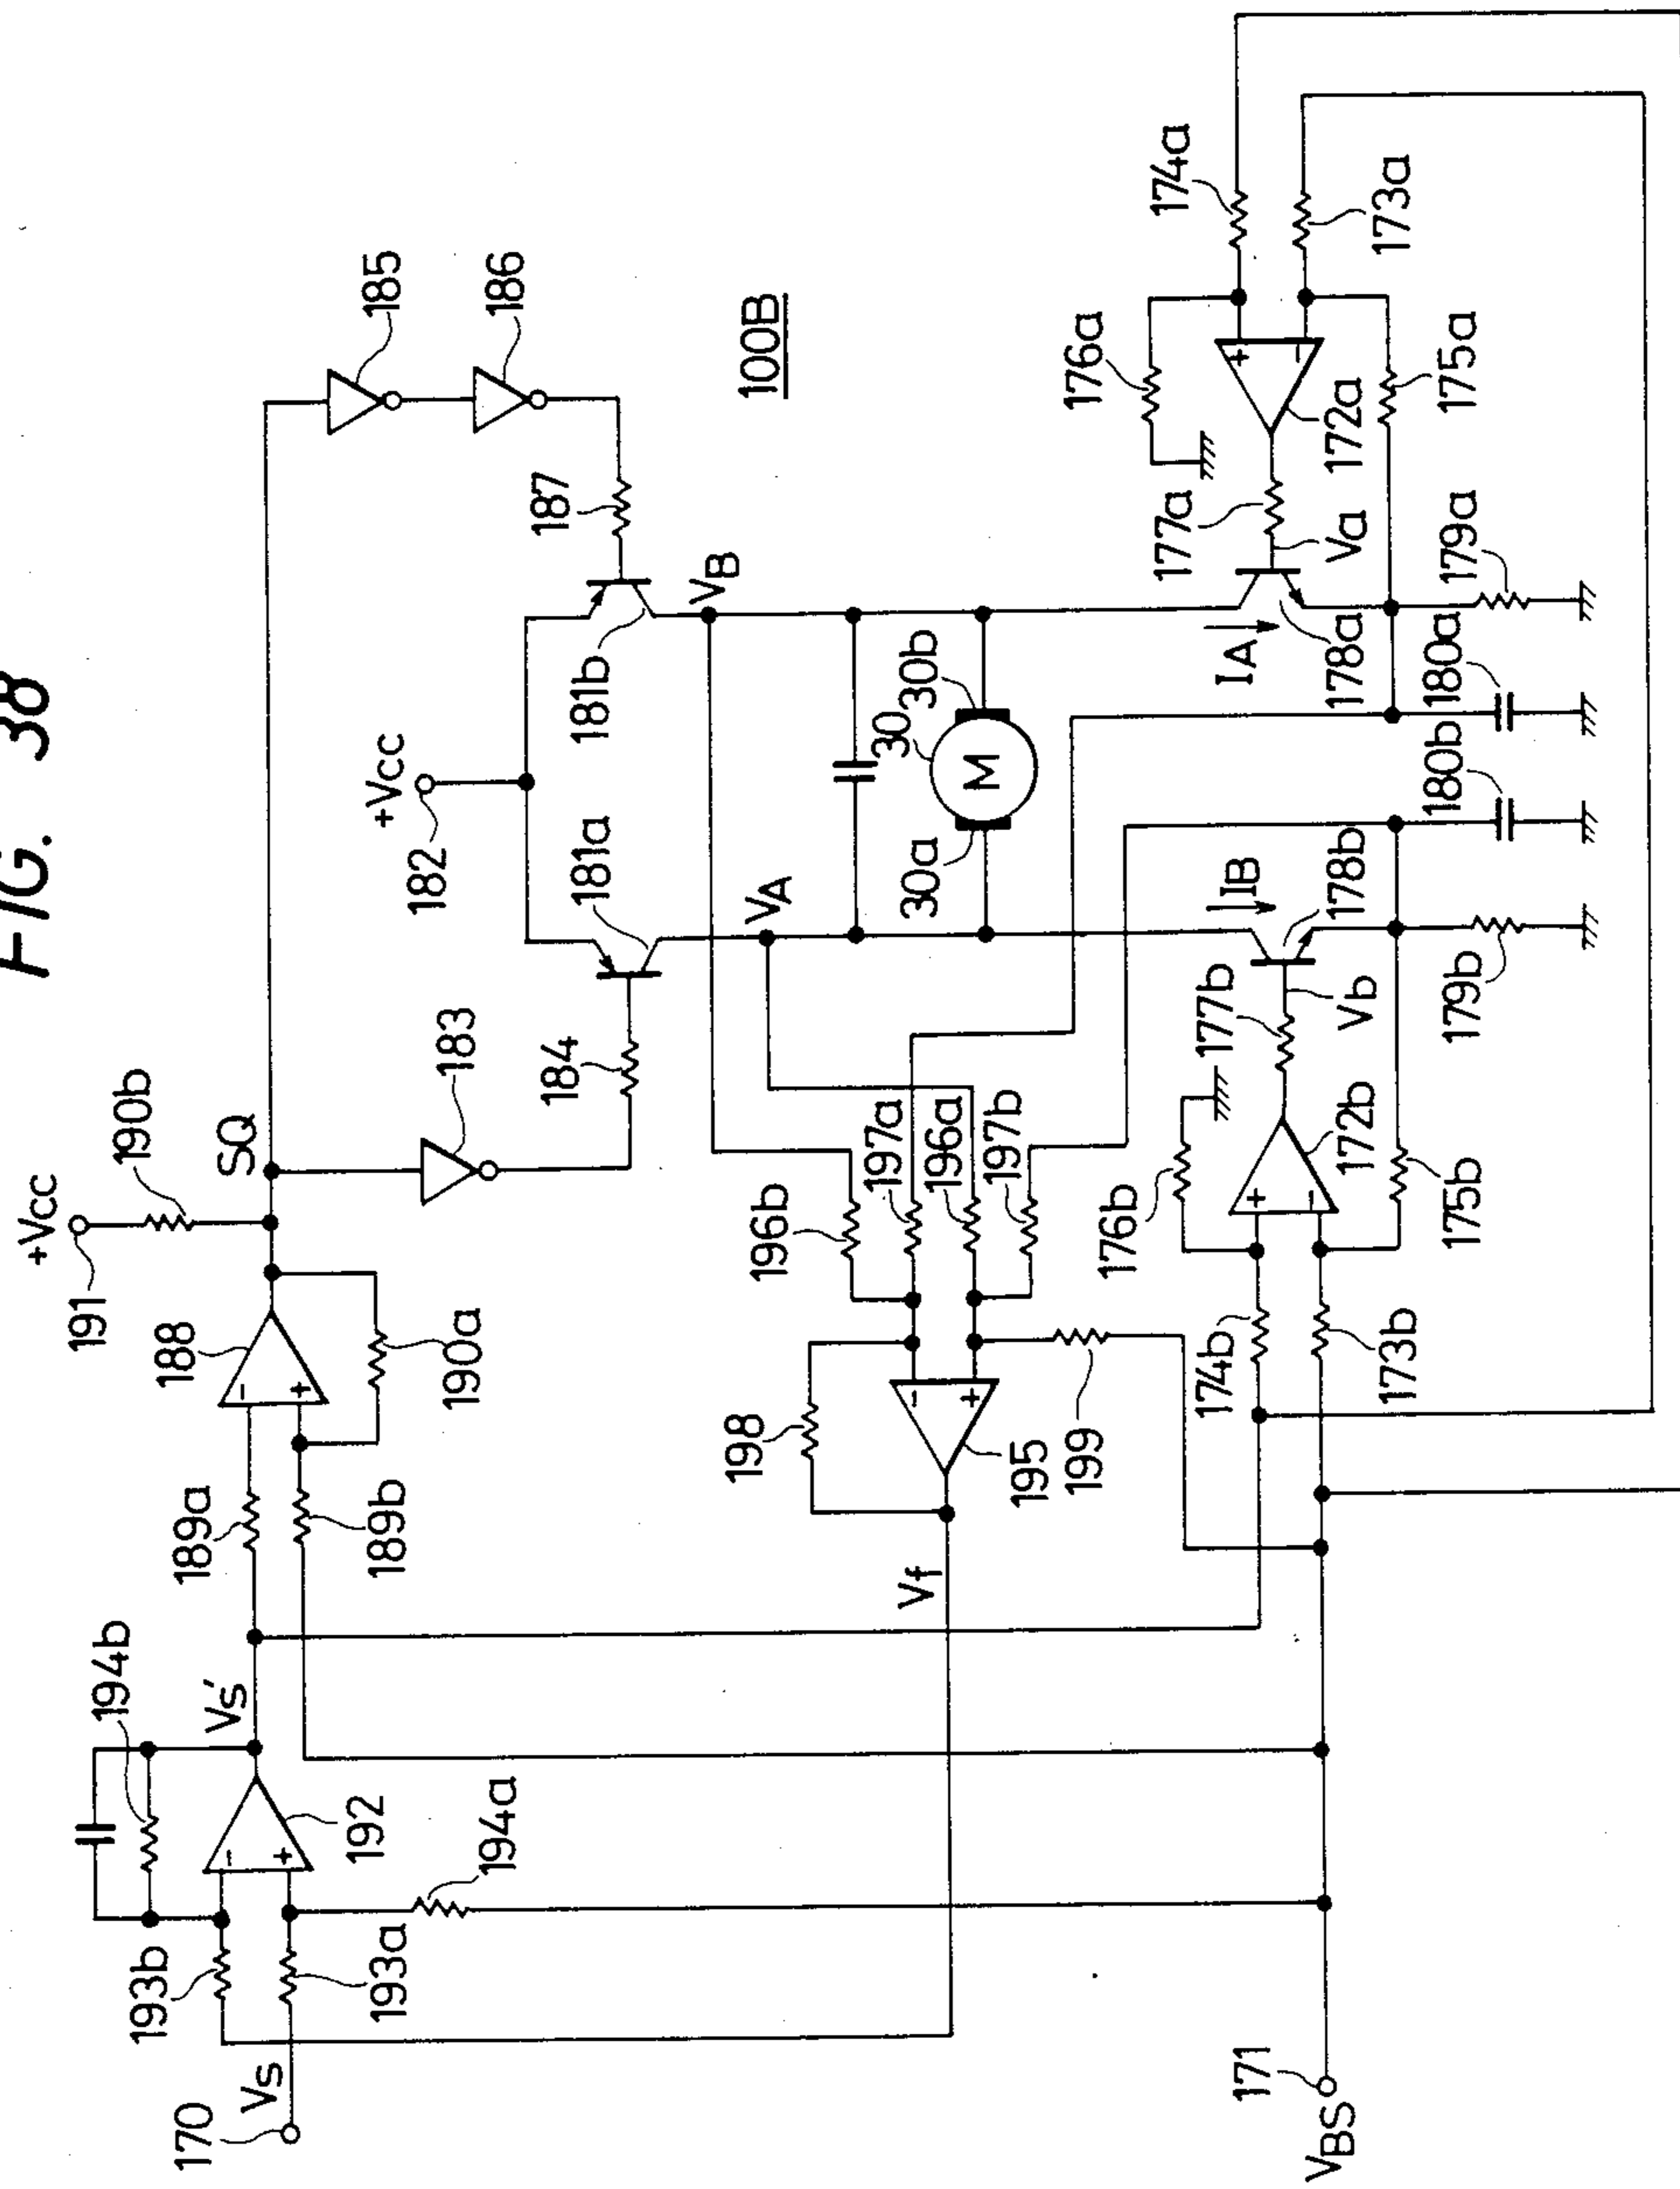 FIG. 38
+Vcc
191
190b
SQ
194b
Vs'
189a
188
190a
189b
193b
192
193a
194a
170
Vs
183
184
185
186
+Vcc
182
181a
187
181b
VB
VA
100B
196b
197a
196a
197b
198
195
199
Vf
30
30a
30b
M
176a
174a
173a
172a
175a
177a
Va
IA
178a
179a
180a
180b
IB
178b
177b
Vb
179b
176b
172b
175b
174b
173b
171
VBS
+
-
+
-
+
-
+
-
+
-